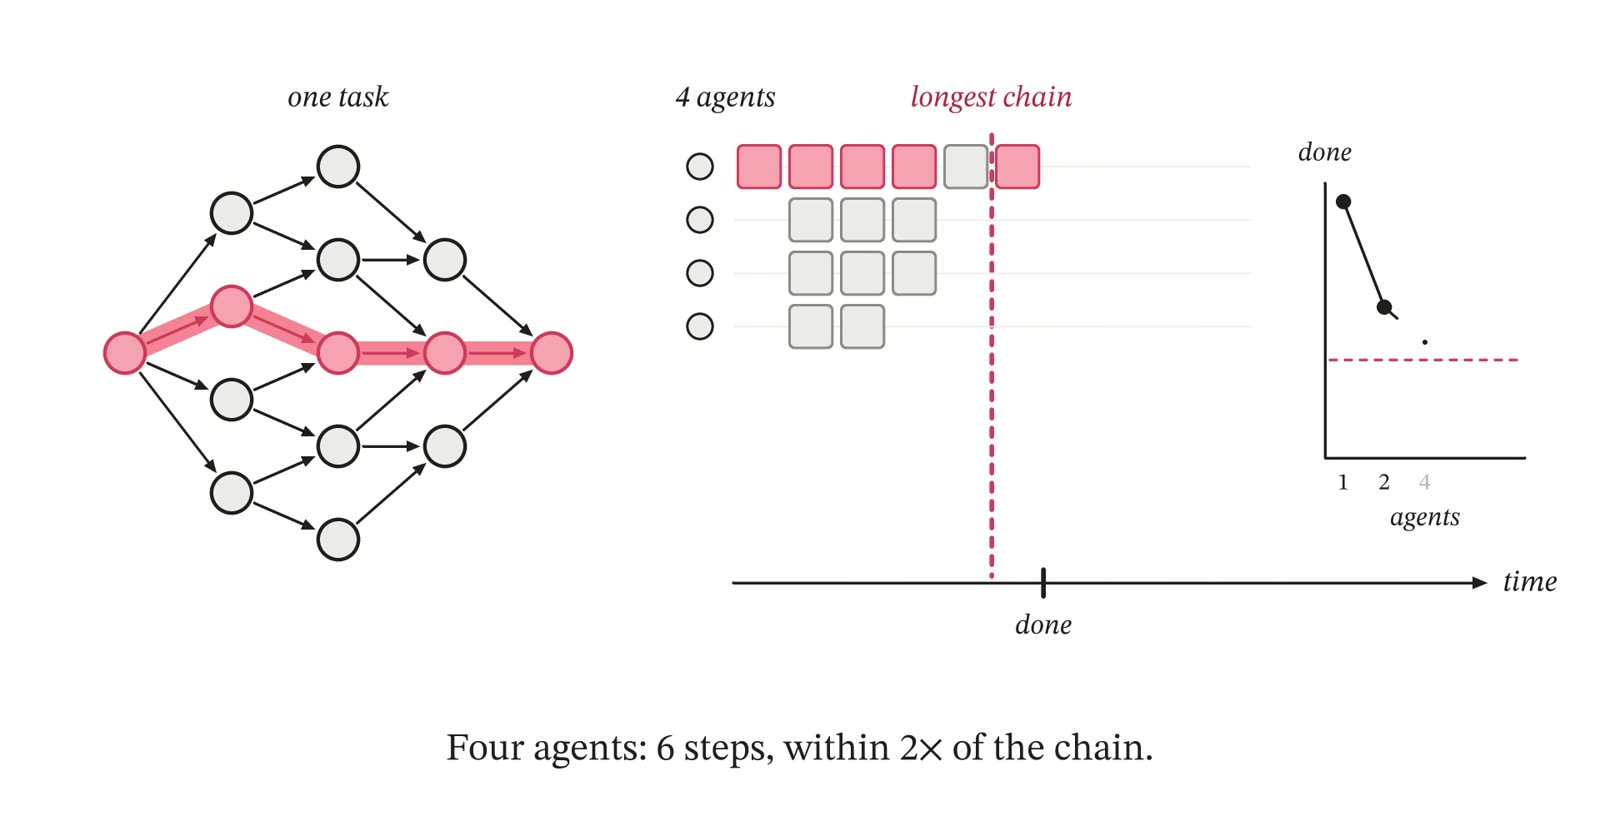 one task
4 agents
longest chain
done
1 2 4
agents
time
done
Four agents: 6 steps, within 2× of the chain.